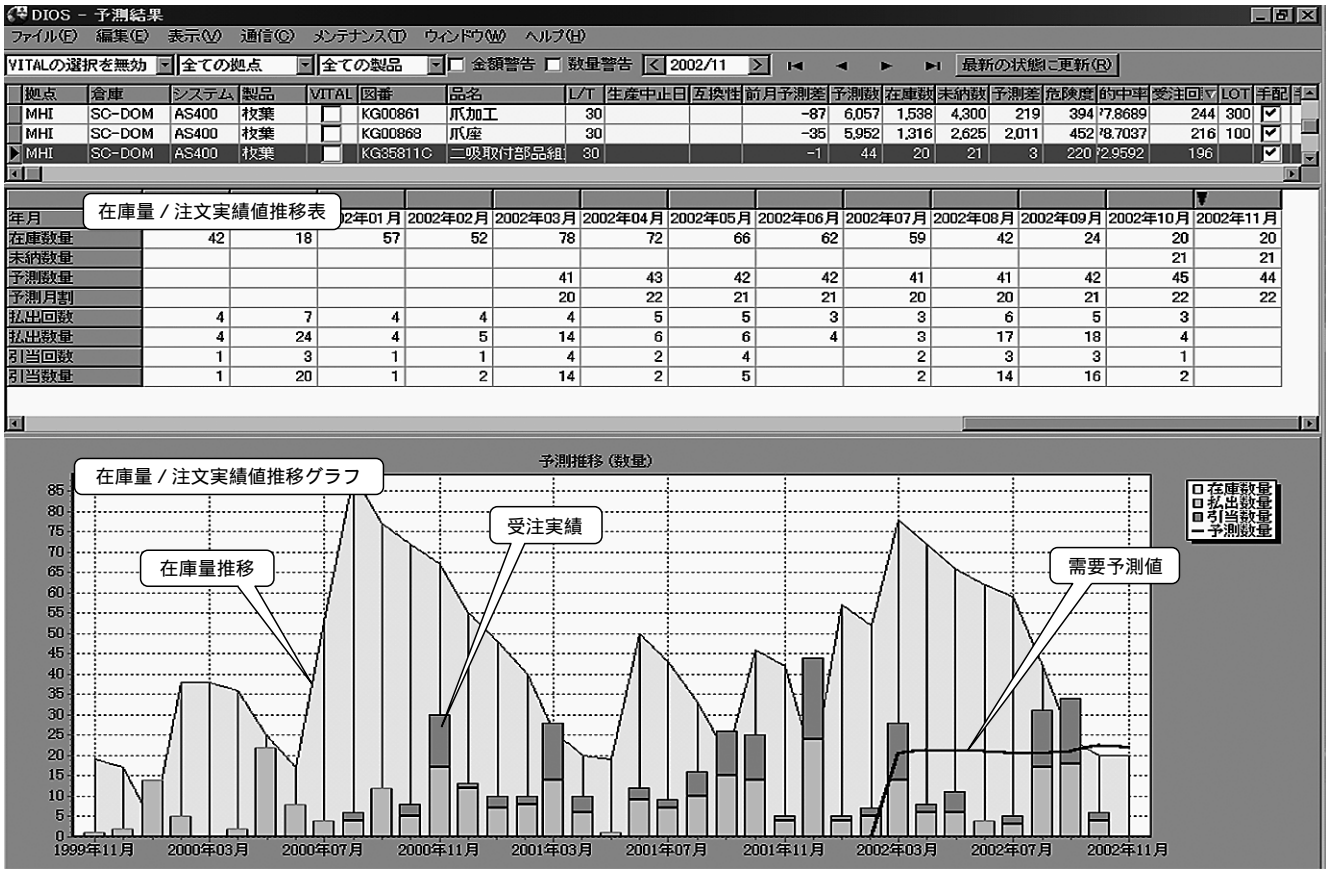 DIOS - 予測結果
ファイル(F) 編集(E) 表示(V) 通信(C) メンテナンス(T) ウィンドウ(W) ヘルプ(H)
VITALの選択を無効 全ての拠点 全ての製品 金額警告 数量警告 < 2002/11 > 最新の状態に更新(R)
拠点 倉庫 システム 製品 VITAL 図番 品名 L/T 生産中止日 互換性 前月予測差 予測数 在庫数 未納数 予測差 危険度 的中率 受注回 LOT 手配
MHI SC-DOM AS400 枚葉 KG00861 爪加工 30 -87 6,057 1,538 4,300 219 394 77.8689 244 300
MHI SC-DOM AS400 枚葉 KG00868 爪座 30 -35 5,952 1,316 2,625 2,011 452 78.7037 216 100
MHI SC-DOM AS400 枚葉 KG35811C 二吸取付部品組 30 -1 44 20 21 3 220 72.9592 196
在庫量 / 注文実績値推移表
年月 02年01月 2002年02月 2002年03月 2002年04月 2002年05月 2002年06月 2002年07月 2002年08月 2002年09月 2002年10月 2002年11月
在庫数量 42 18 57 52 78 72 66 62 59 42 24 20 20
未納数量 21 21
予測数量 41 43 42 42 41 41 42 45 44
予測月割 20 22 21 21 20 20 21 22 22
払出回数 4 7 4 4 4 5 5 3 3 6 5 3
払出数量 4 24 4 5 14 6 6 4 3 17 18 4
引当回数 1 3 1 1 4 2 4 2 3 3 1
引当数量 1 20 1 2 14 2 5 2 14 16 2
予測推移 (数量)
在庫量 / 注文実績値推移グラフ
在庫量推移
受注実績
需要予測値
在庫数量
払出数量
引当数量
予測数量
85
80
75
70
65
60
55
50
45
40
35
30
25
20
15
10
5
0
1999年11月 2000年03月 2000年07月 2000年11月 2001年03月 2001年07月 2001年11月 2002年03月 2002年07月 2002年11月